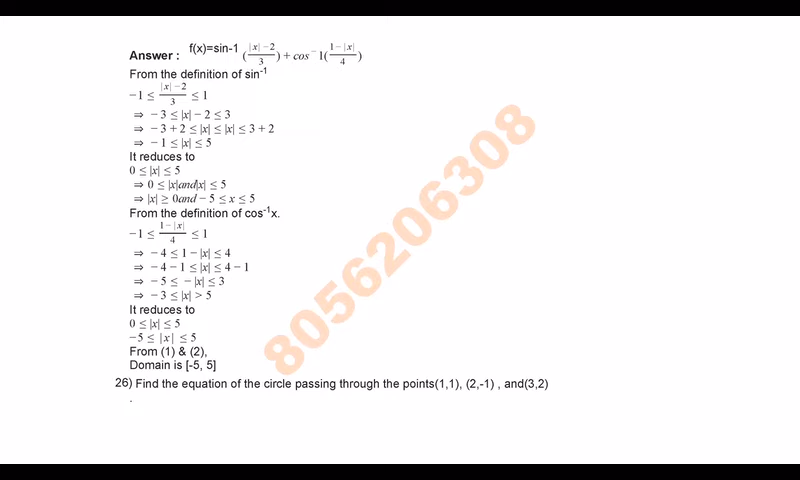 Answer : f(x)=sin-1 (|x|−2/3) + cos⁻1(1−|x|/4)
From the definition of sin⁻¹
−1 ≤ |x|−2/3 ≤ 1
⇒ −3 ≤ |x| − 2 ≤ 3
⇒ −3 + 2 ≤ |x| ≤ |x| ≤ 3 + 2
⇒ −1 ≤ |x| ≤ 5
It reduces to
0 ≤ |x| ≤ 5
⇒ 0 ≤ |x|and|x| ≤ 5
⇒ |x| ≥ 0and − 5 ≤ x ≤ 5
From the definition of cos⁻¹x.
−1 ≤ 1−|x|/4 ≤ 1
⇒ −4 ≤ 1 − |x| ≤ 4
⇒ −4 − 1 ≤ |x| ≤ 4 − 1
⇒ −5 ≤ − |x| ≤ 3
⇒ −3 ≤ |x| > 5
It reduces to
0 ≤ |x| ≤ 5
−5 ≤ |x| ≤ 5
From (1) & (2),
Domain is [-5, 5]
26) Find the equation of the circle passing through the points(1,1), (2,-1) , and(3,2)
.
8056206308